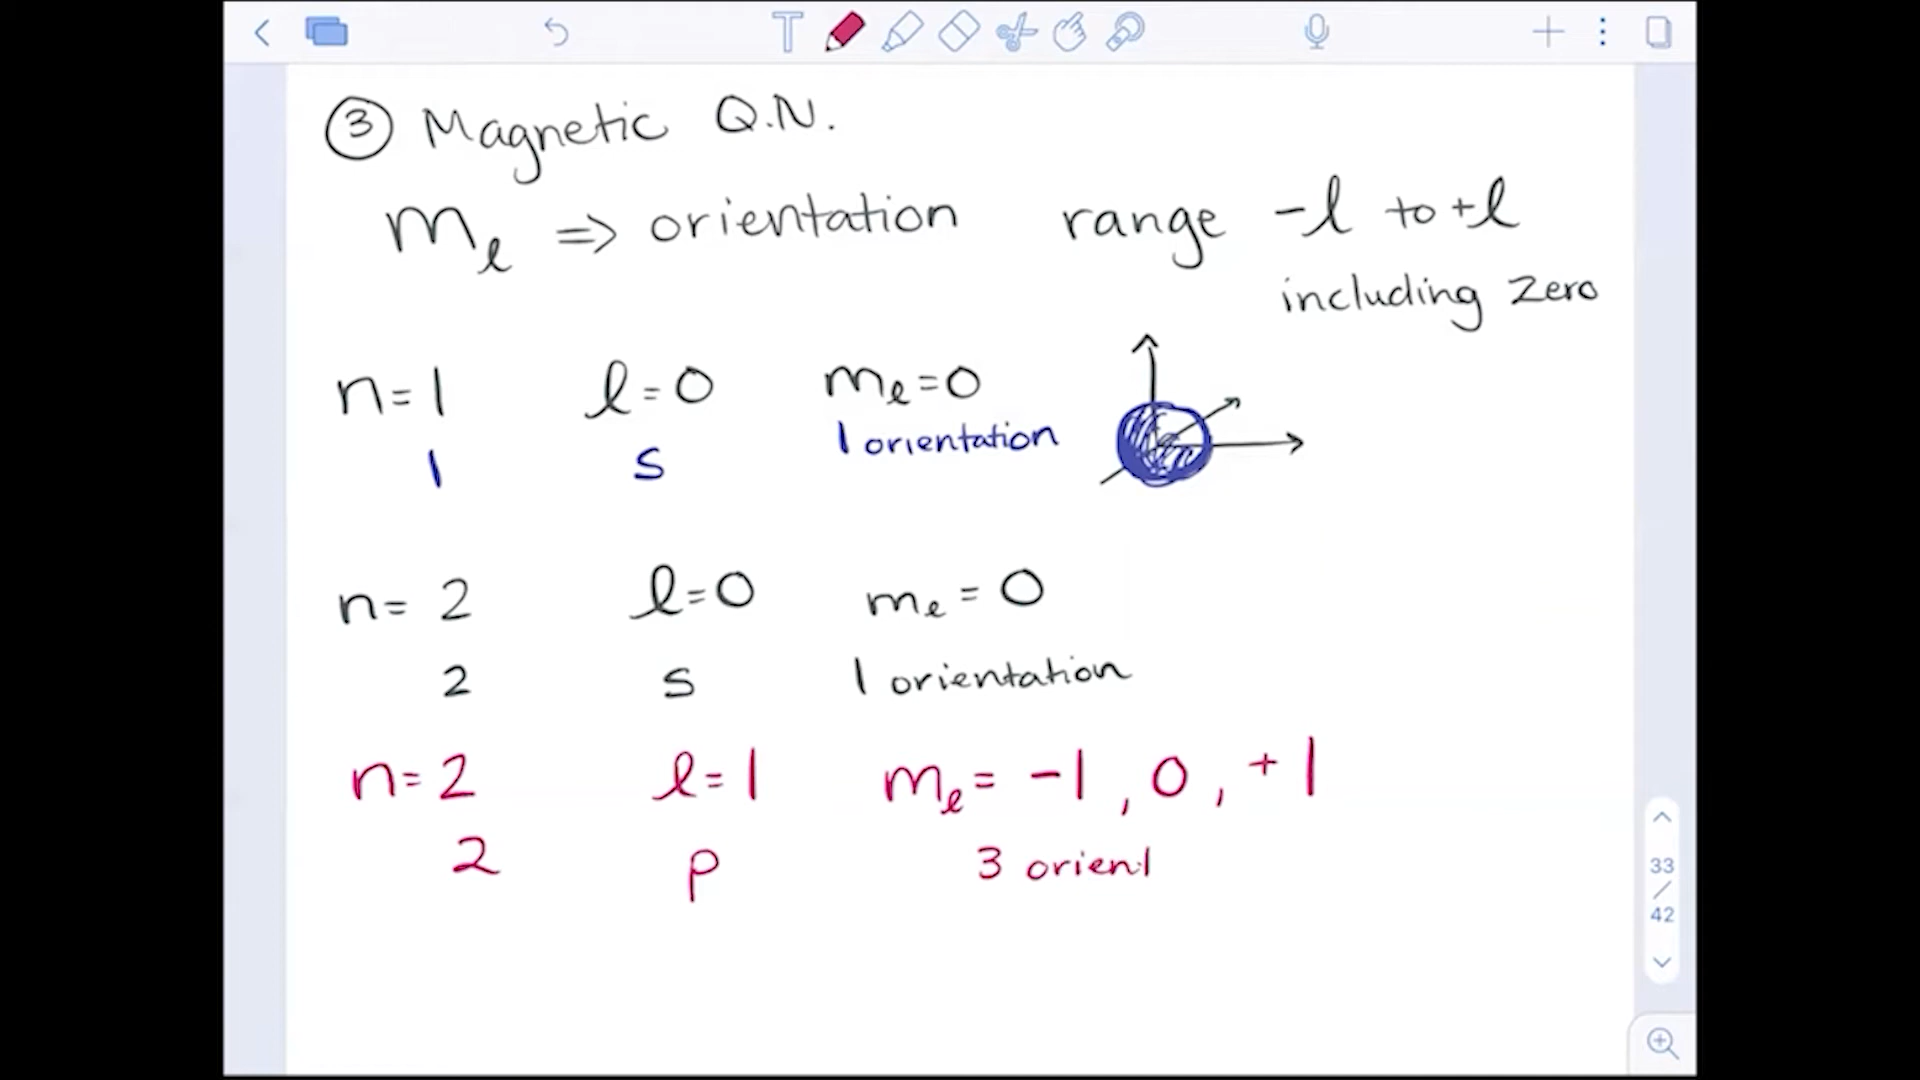 ③ Magnetic Q.N.
mℓ ⇒ orientation range -ℓ to +ℓ
including zero
n=1 ℓ=0 mℓ=0
1 s 1 orientation
n= 2 ℓ=0 mℓ = 0
2 s 1 orientation
n=2 ℓ=1 mℓ= -1, 0, +1
2 p 3 orient
33
/
42